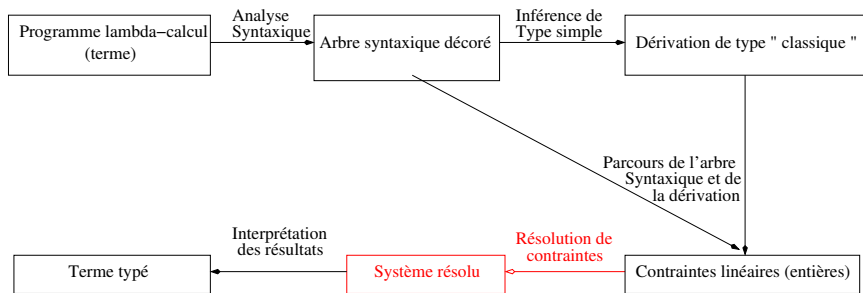 Programme lambda−calcul
(terme)
Analyse
Syntaxique
Arbre syntaxique décoré
Inférence de
Type simple
Dérivation de type " classique "
Parcours de l'arbre
Syntaxique et de
la dérivation
Terme typé
Interprétation
des résultats
Système résolu
Résolution de
contraintes
Contraintes linéaires (entières)